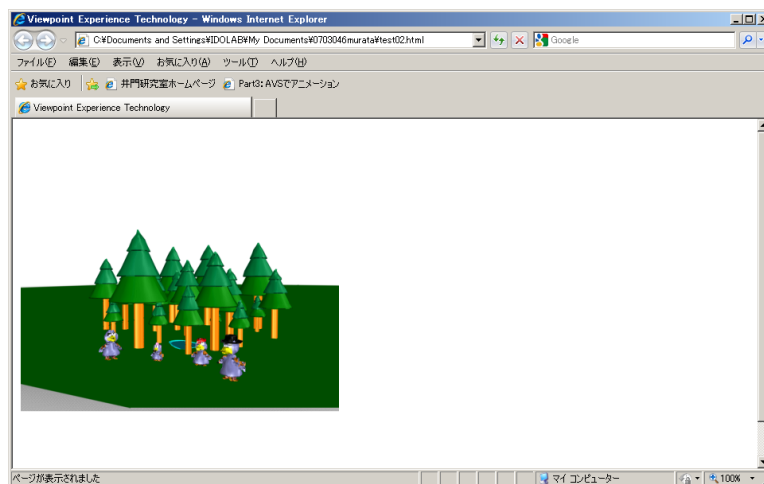 Viewpoint Experience Technology - Windows Internet Explorer
C:¥Documents and Settings¥IDOLAB¥My Documents¥0703046murata¥test02.html
Google
ファイル(F) 編集(E) 表示(V) お気に入り(A) ツール(T) ヘルプ(H)
お気に入り 井門研究室ホームページ Part3: AVSでアニメーション
Viewpoint Experience Technology
ページが表示されました マイ コンピューター 100%